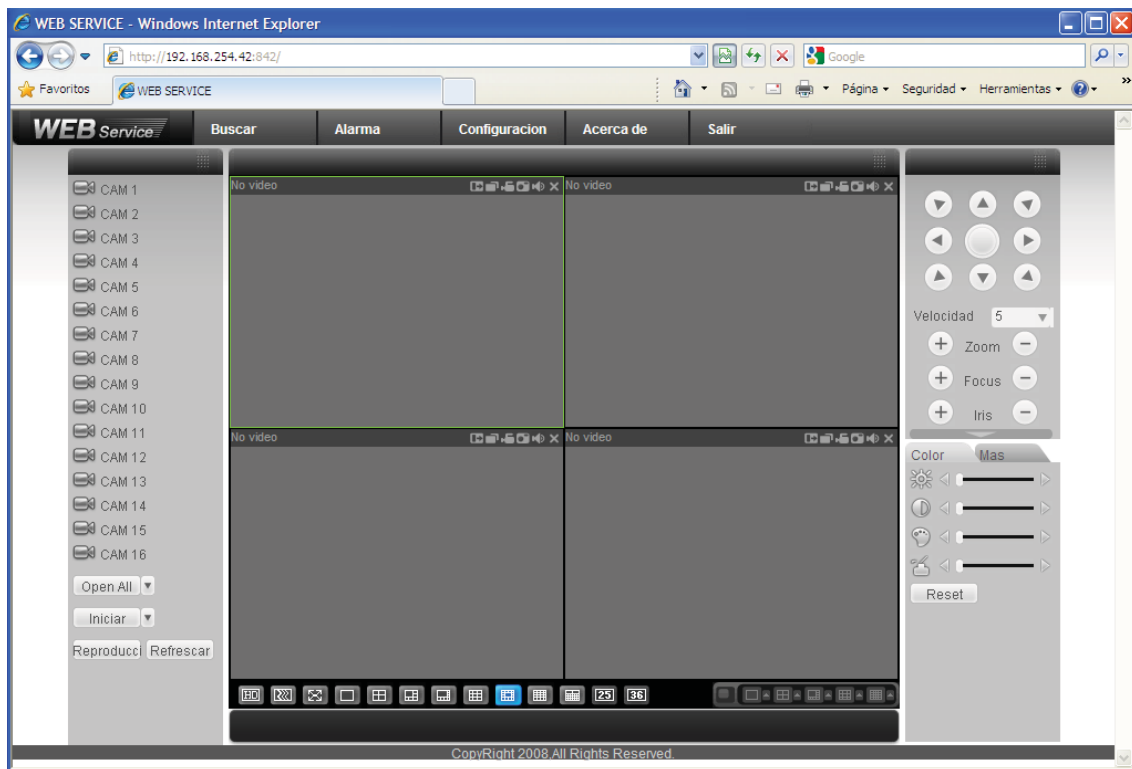 WEB SERVICE - Windows Internet Explorer
http://192.168.254.42:842/
Google
Favoritos
WEB SERVICE
Página
Seguridad
Herramientas
WEB Service
Buscar
Alarma
Configuracion
Acerca de
Salir
CAM 1
CAM 2
CAM 3
CAM 4
CAM 5
CAM 6
CAM 7
CAM 8
CAM 9
CAM 10
CAM 11
CAM 12
CAM 13
CAM 14
CAM 15
CAM 16
Open All
Iniciar
Reproducci
Refrescar
No video
No video
No video
No video
HD
25
36
Velocidad 5
Zoom
Focus
Iris
Color
Mas
Reset
CopyRight 2008,All Rights Reserved.